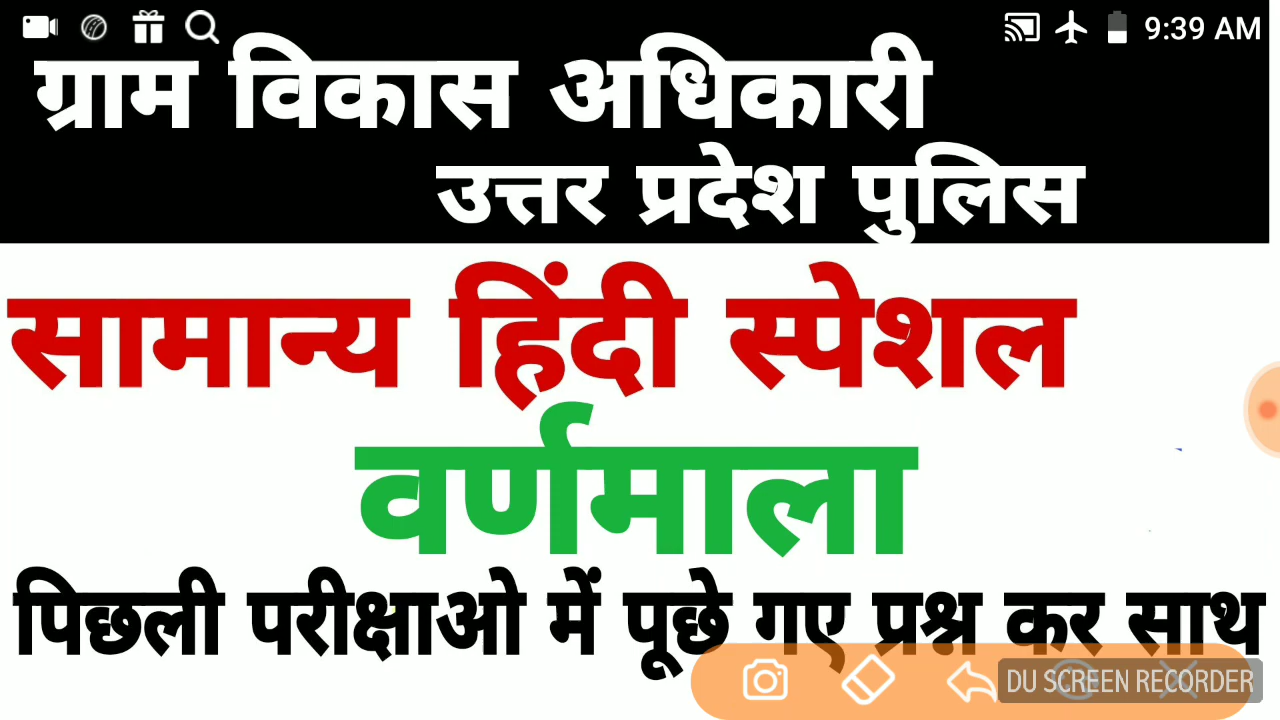 9:39 AM
ग्राम विकास अधिकारी
उत्तर प्रदेश पुलिस
सामान्य हिंदी स्पेशल
वर्णमाला
पिछली परीक्षाओ में पूछे गए प्रश्न कर साथ
DU SCREEN RECORDER